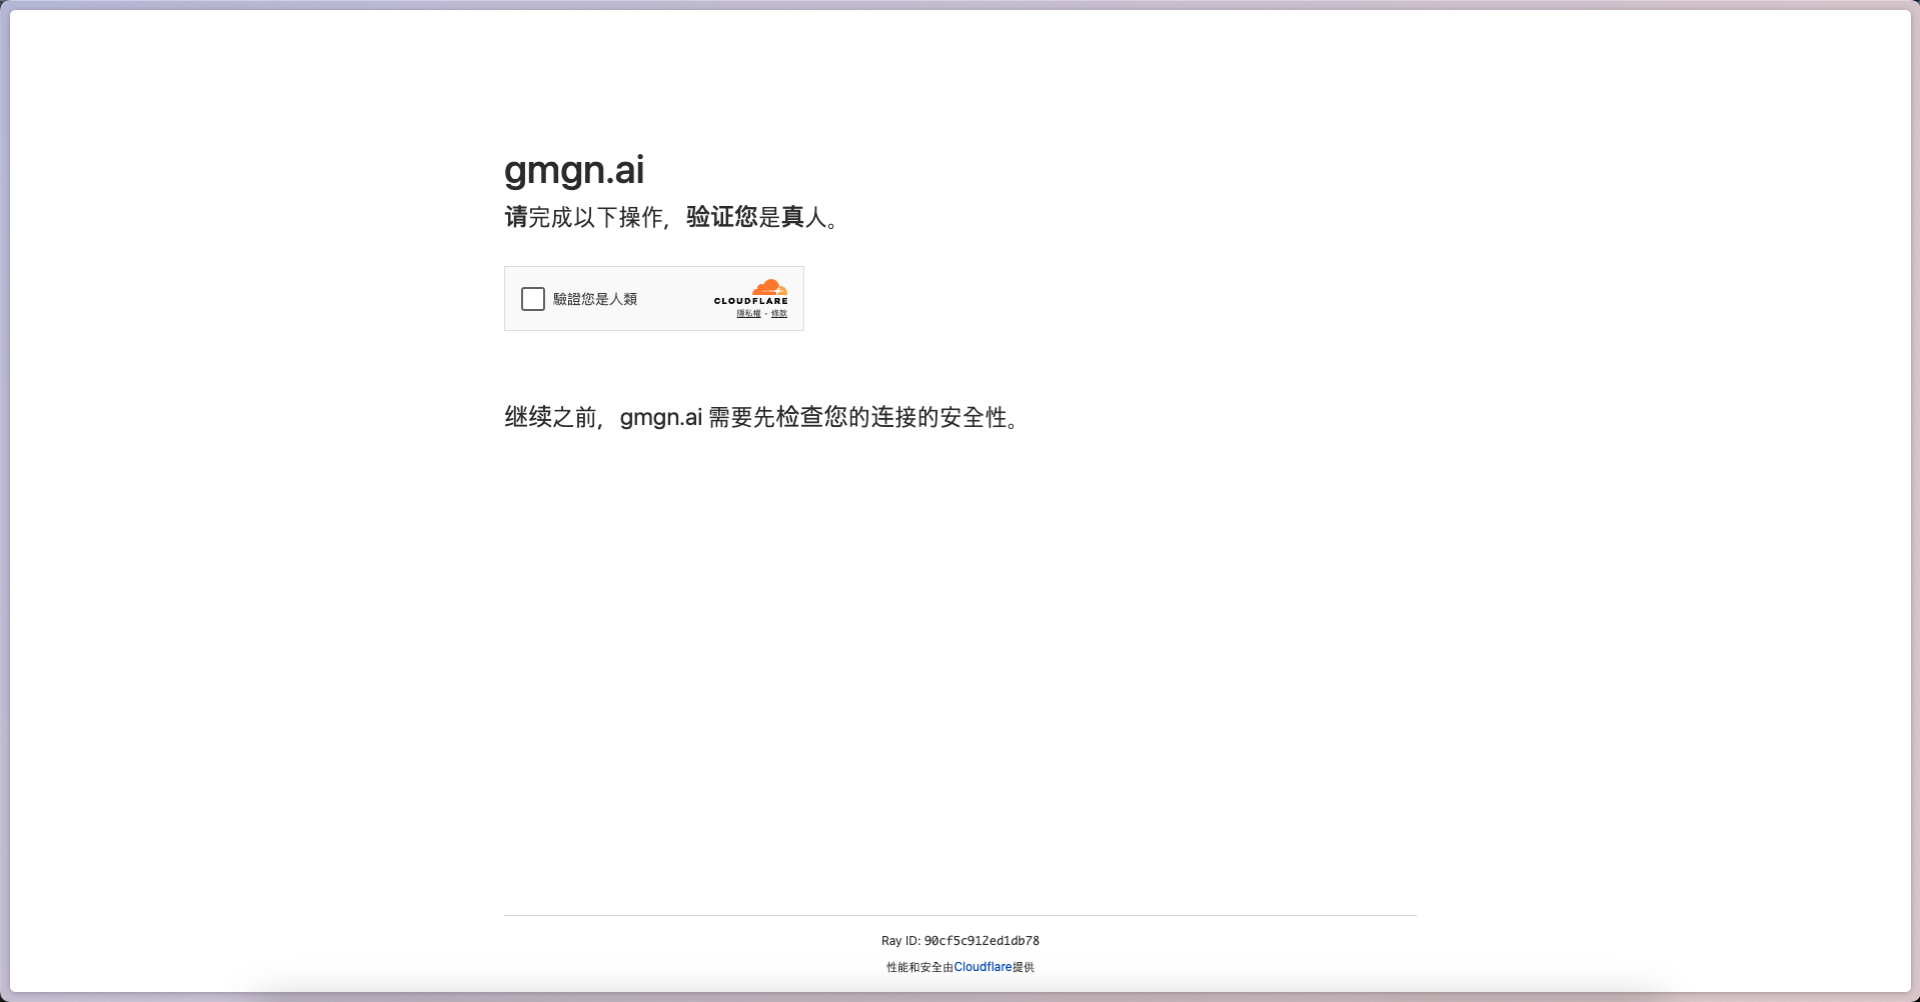 gmgn.ai
请完成以下操作，验证您是真人。
驗證您是人類
CLOUDFLARE
隱私權 • 條款
继续之前，gmgn.ai 需要先检查您的连接的安全性。
Ray ID: 90cf5c912ed1db78
性能和安全由Cloudflare提供